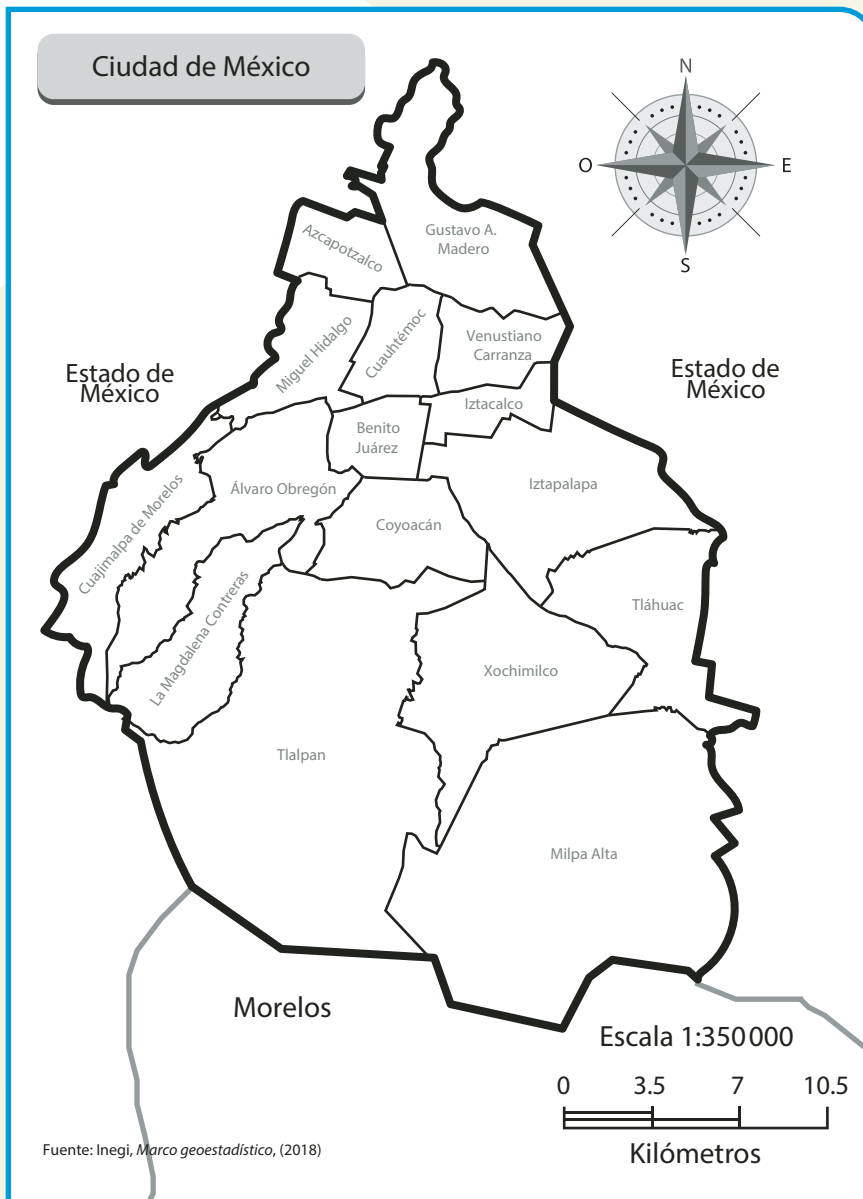 Ciudad de México
N
O
E
S
Gustavo A.
Madero
Azcapotzalco
Miguel Hidalgo
Cuauhtémoc
Venustiano
Carranza
Estado de
México
Estado de
México
Iztacalco
Benito
Juárez
Cuajimalpa de Morelos
Álvaro Obregón
Iztapalapa
Coyoacán
La Magdalena Contreras
Tláhuac
Xochimilco
Tlalpan
Milpa Alta
Morelos
Escala 1:350 000
0 3.5 7 10.5
Kilómetros
Fuente: Inegi, Marco geoestadístico, (2018)